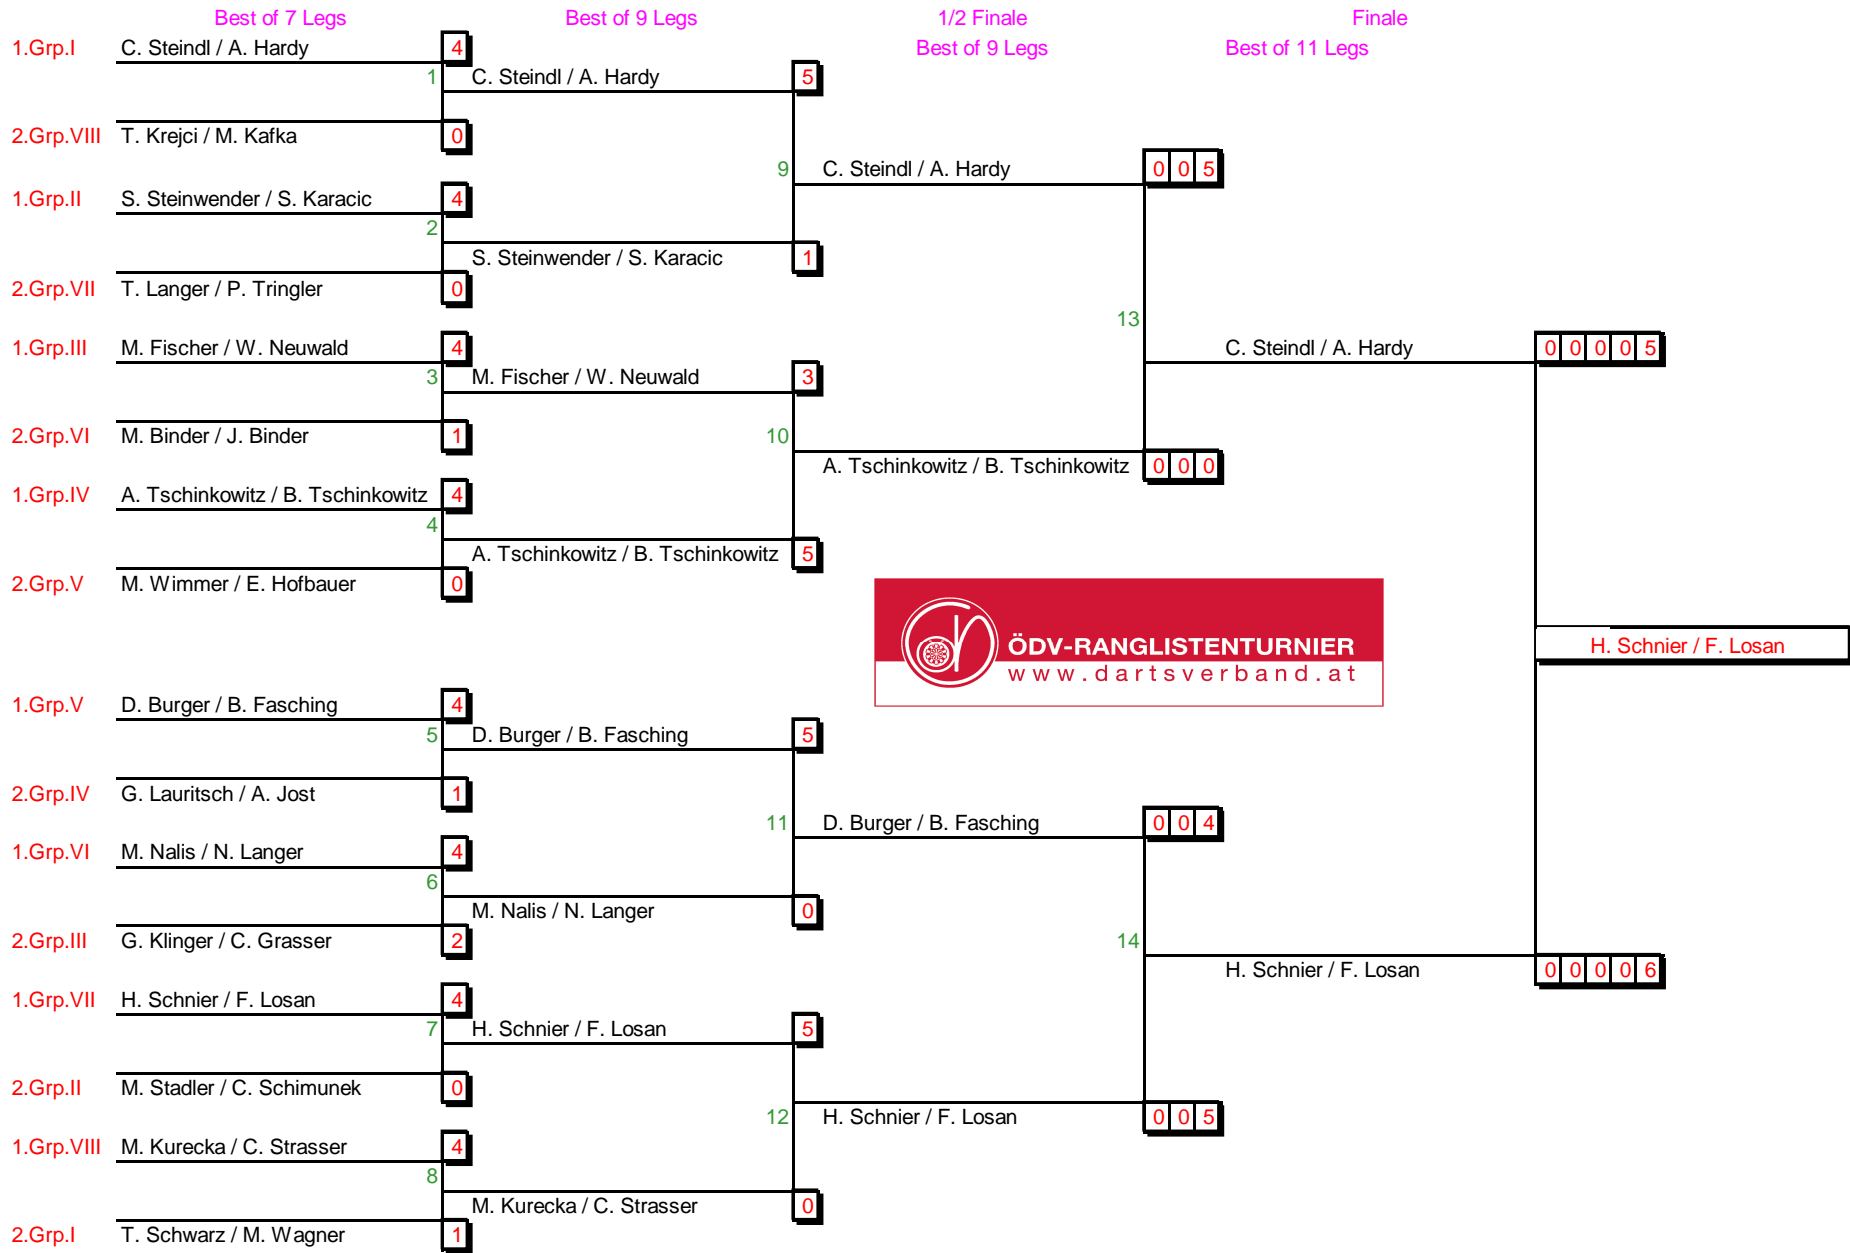 Best of 7 Legs Best of 9 Legs 1/2 Finale Finale
1.Grp.I C. Steindl / A. Hardy 4 Best of 9 Legs Best of 11 Legs
1 C. Steindl / A. Hardy 5
2.Grp.VIII T. Krejci / M. Kafka 0
9 C. Steindl / A. Hardy 0 0 5
1.Grp.II S. Steinwender / S. Karacic 4
2
S. Steinwender / S. Karacic 1
2.Grp.VII T. Langer / P. Tringler 0
13
1.Grp.III M. Fischer / W. Neuwald 4 C. Steindl / A. Hardy 0 0 0 0 5
3 M. Fischer / W. Neuwald 3
2.Grp.VI M. Binder / J. Binder 1 10
A. Tschinkowitz / B. Tschinkowitz 0 0 0
1.Grp.IV A. Tschinkowitz / B. Tschinkowitz 4
4
A. Tschinkowitz / B. Tschinkowitz 5
2.Grp.V M. Wimmer / E. Hofbauer 0
ÖDV-RANGLISTENTURNIER
H. Schnier / F. Losan
www.dartsverband.at
1.Grp.V D. Burger / B. Fasching 4
5 D. Burger / B. Fasching 5
2.Grp.IV G. Lauritsch / A. Jost 1
11 D. Burger / B. Fasching 0 0 4
1.Grp.VI M. Nalis / N. Langer 4
6
M. Nalis / N. Langer 0
2.Grp.III G. Klinger / C. Grasser 2 14
H. Schnier / F. Losan 0 0 0 0 6
1.Grp.VII H. Schnier / F. Losan 4
7 H. Schnier / F. Losan 5
2.Grp.II M. Stadler / C. Schimunek 0
12 H. Schnier / F. Losan 0 0 5
1.Grp.VIII M. Kurecka / C. Strasser 4
8
M. Kurecka / C. Strasser 0
2.Grp.I T. Schwarz / M. Wagner 1